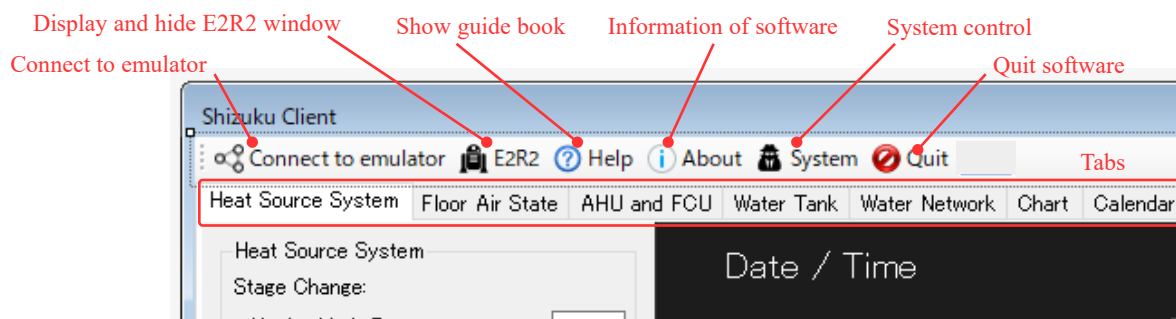 Display and hide E2R2 window Show guide book Information of software System control
Connect to emulator Quit software
Shizuku Client
Connect to emulator E2R2 Help About System Quit Tabs
Heat Source System Floor Air State AHU and FCU Water Tank Water Network Chart Calendar
Heat Source System Date / Time
Stage Change: